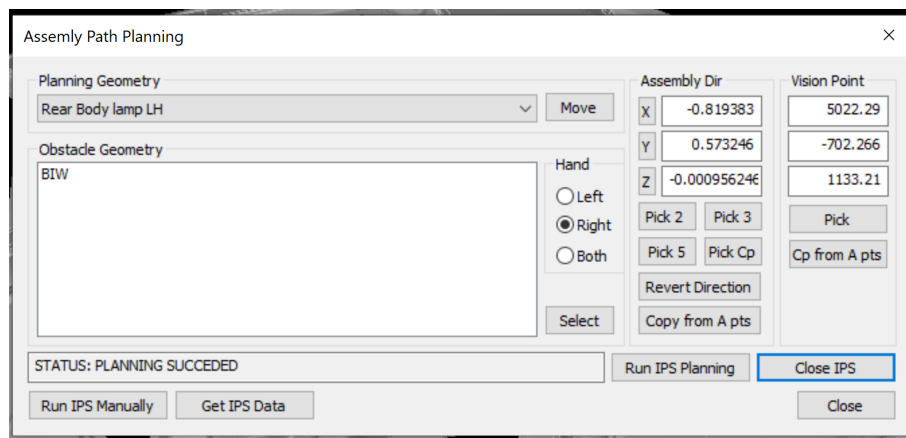 Assemly Path Planning
Planning Geometry
Rear Body lamp LH
Move
Obstacle Geometry
BIW
Hand
Left
Right
Both
Select
Assembly Dir
X -0.819383
Y 0.573246
Z -0.000956246
Pick 2 Pick 3
Pick 5 Pick Cp
Revert Direction
Copy from A pts
Vision Point
5022.29
-702.266
1133.21
Pick
Cp from A pts
STATUS: PLANNING SUCCEDED
Run IPS Planning
Close IPS
Run IPS Manually
Get IPS Data
Close